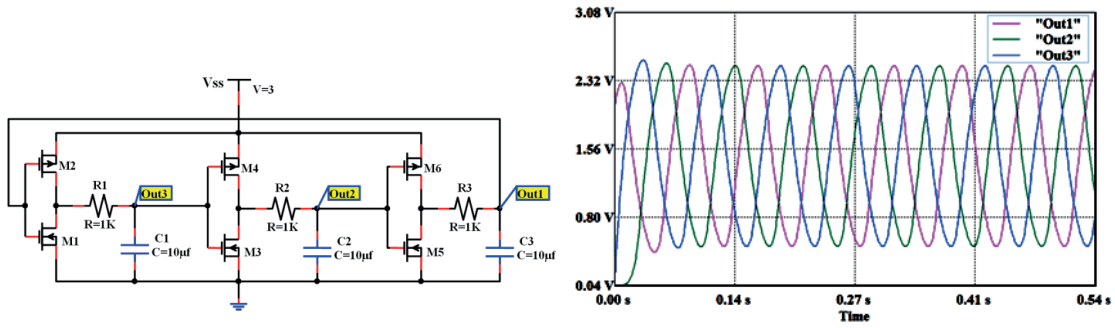 Vss
V=3
M2
M1
R1
R=1K
Out3
C1
C=10µf
M4
M3
R2
R=1K
Out2
C2
C=10µf
M6
M5
R3
R=1K
Out1
C3
C=10µf
3.08 V
2.32 V
1.56 V
0.80 V
0.04 V
"Out1"
"Out2"
"Out3"
0.00 s
0.14 s
0.27 s
0.41 s
0.54 s
Time